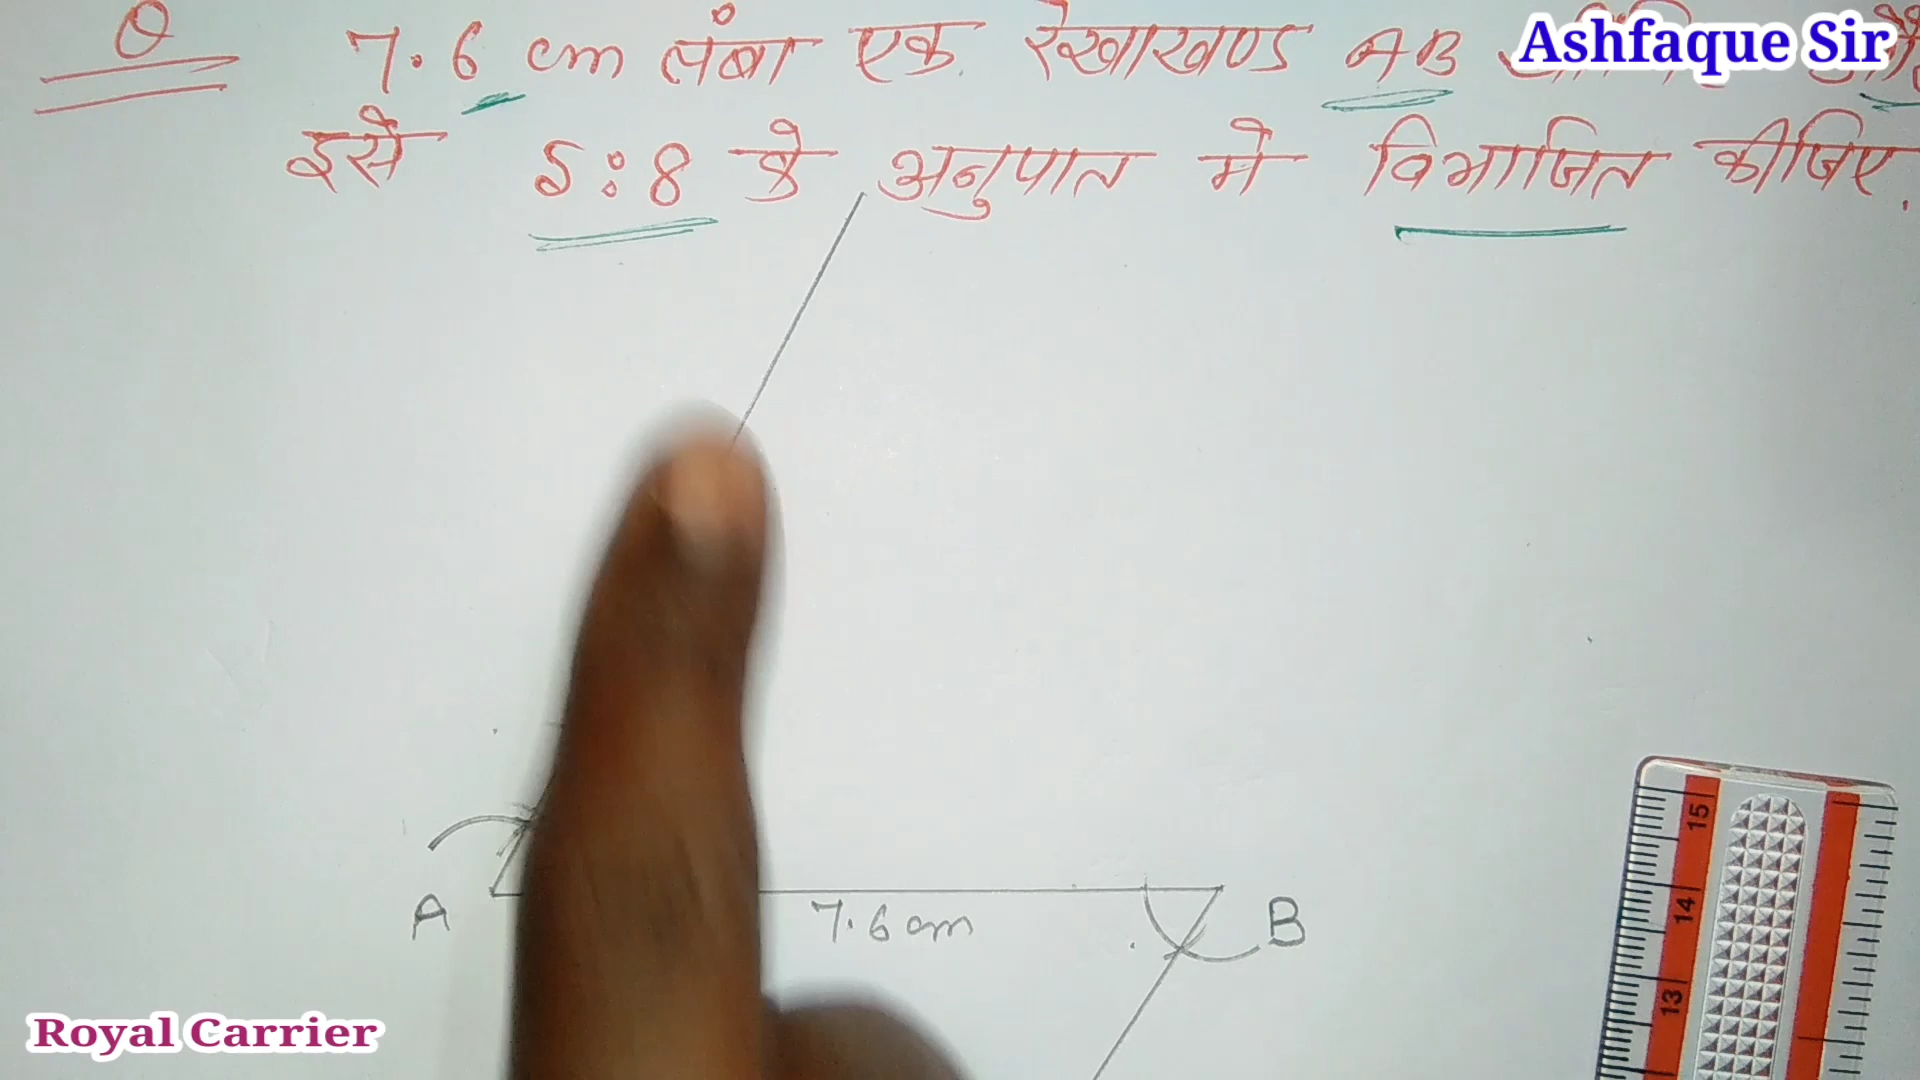 Q 7.6 cm लंबा एक रेखाखण्ड AB
Ashfaque Sir
इसे 5:8 के अनुपात मे विभाजित कीजिए.
15
14
A 7.6 cm B
13
Royal Carrier